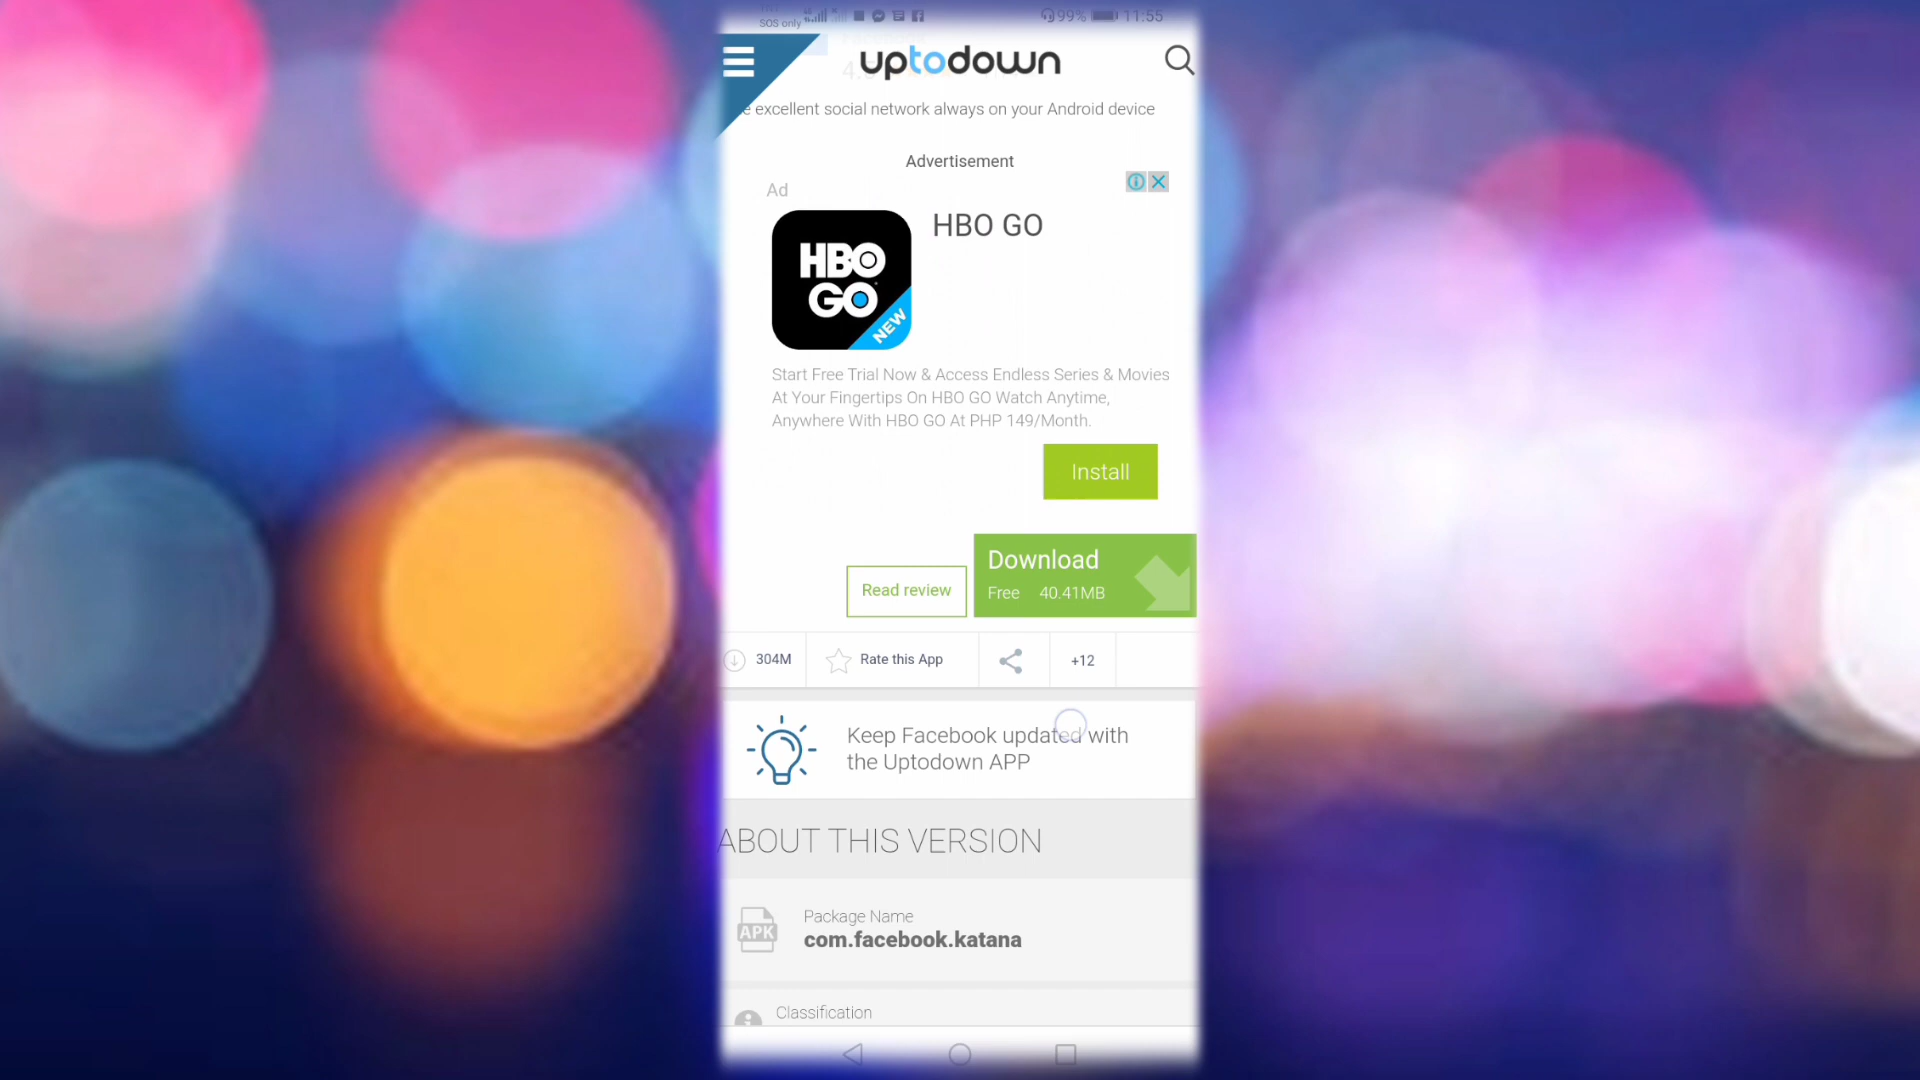 SOS only
99%
11:55
uptodown
e excellent social network always on your Android device
Advertisement
Ad
HBO GO
HBO
GO
NEW
Start Free Trial Now & Access Endless Series & Movies
At Your Fingertips On HBO GO Watch Anytime,
Anywhere With HBO GO At PHP 149/Month.
Install
Download
Free 40.41MB
Read review
304M
Rate this App
+12
Keep Facebook updated with
the Uptodown APP
ABOUT THIS VERSION
APK
Package Name
com.facebook.katana
Classification